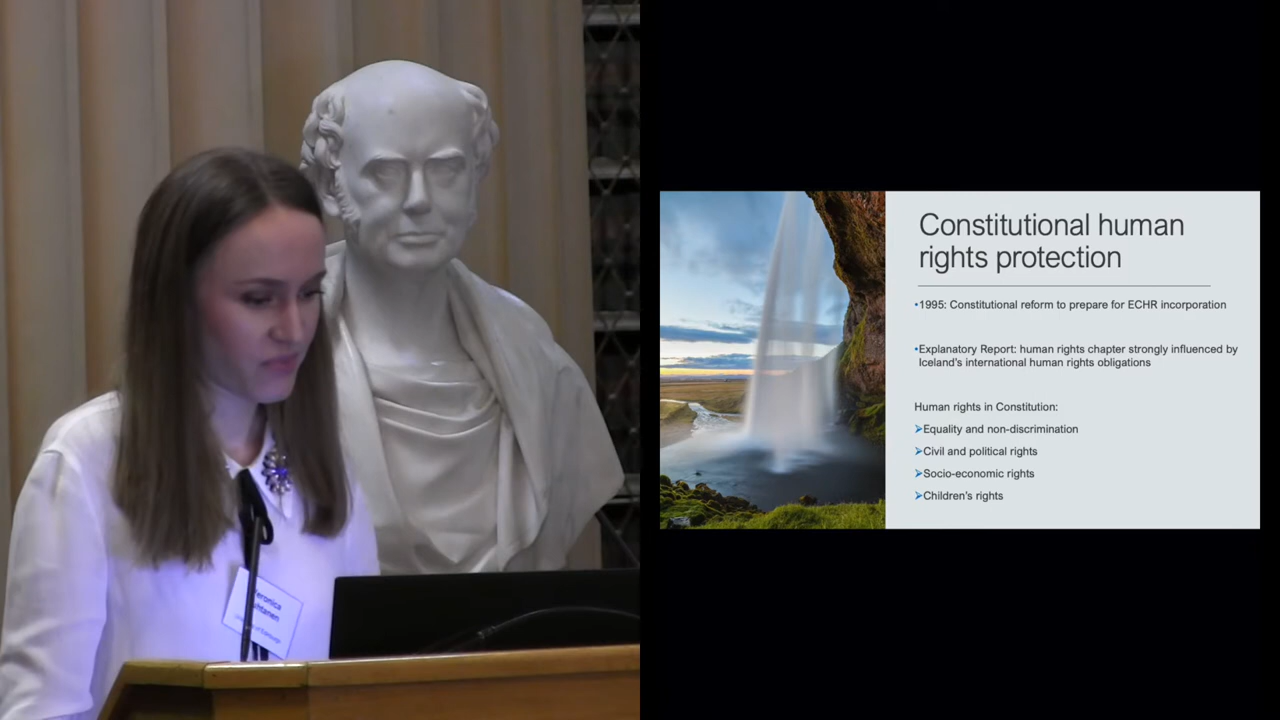 Constitutional human
rights protection
•1995: Constitutional reform to prepare for ECHR incorporation
•Explanatory Report: human rights chapter strongly influenced by
Iceland's international human rights obligations
Human rights in Constitution:
➢Equality and non-discrimination
➢Civil and political rights
➢Socio-economic rights
➢Children's rights